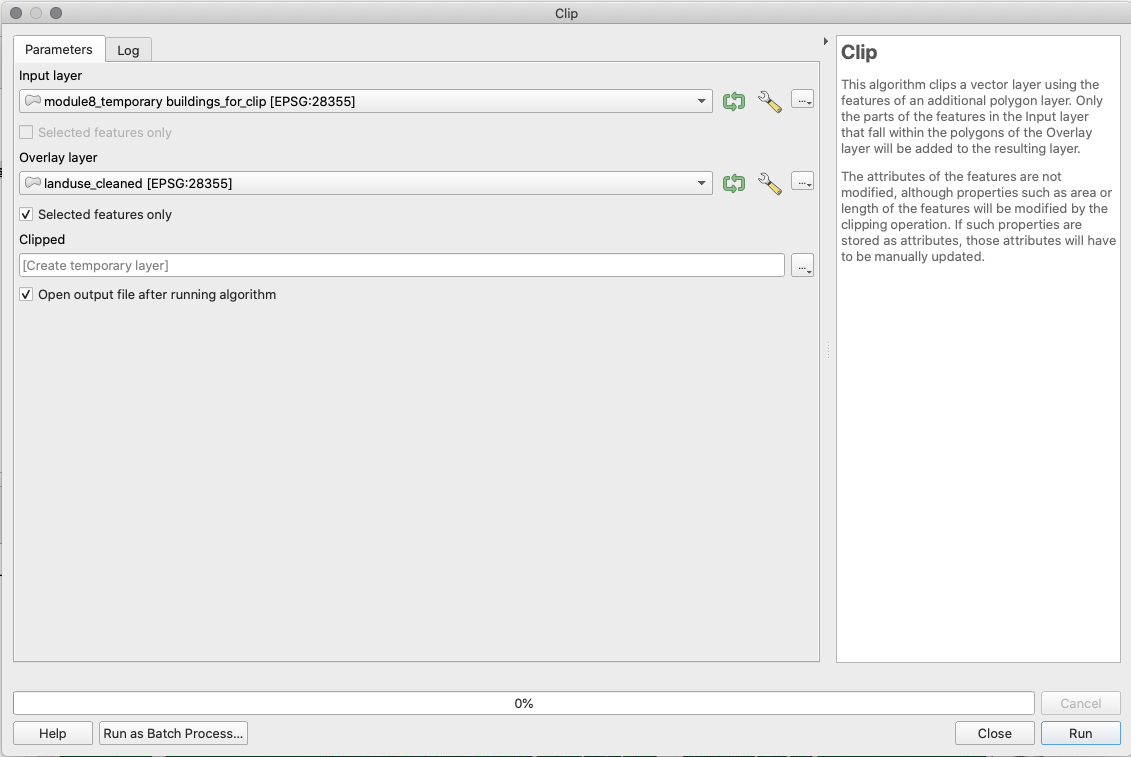 Clip
Parameters
Log
Input layer
module8_temporary buildings_for_clip [EPSG:28355]
...
Selected features only
Overlay layer
landuse_cleaned [EPSG:28355]
...
Selected features only
Clipped
[Create temporary layer]
...
Open output file after running algorithm
Clip
This algorithm clips a vector layer using the
features of an additional polygon layer. Only
the parts of the features in the Input layer
that fall within the polygons of the Overlay
layer will be added to the resulting layer.
The attributes of the features are not
modified, although properties such as area or
length of the features will be modified by the
clipping operation. If such properties are
stored as attributes, those attributes will have
to be manually updated.
0%
Cancel
Help
Run as Batch Process...
Close
Run